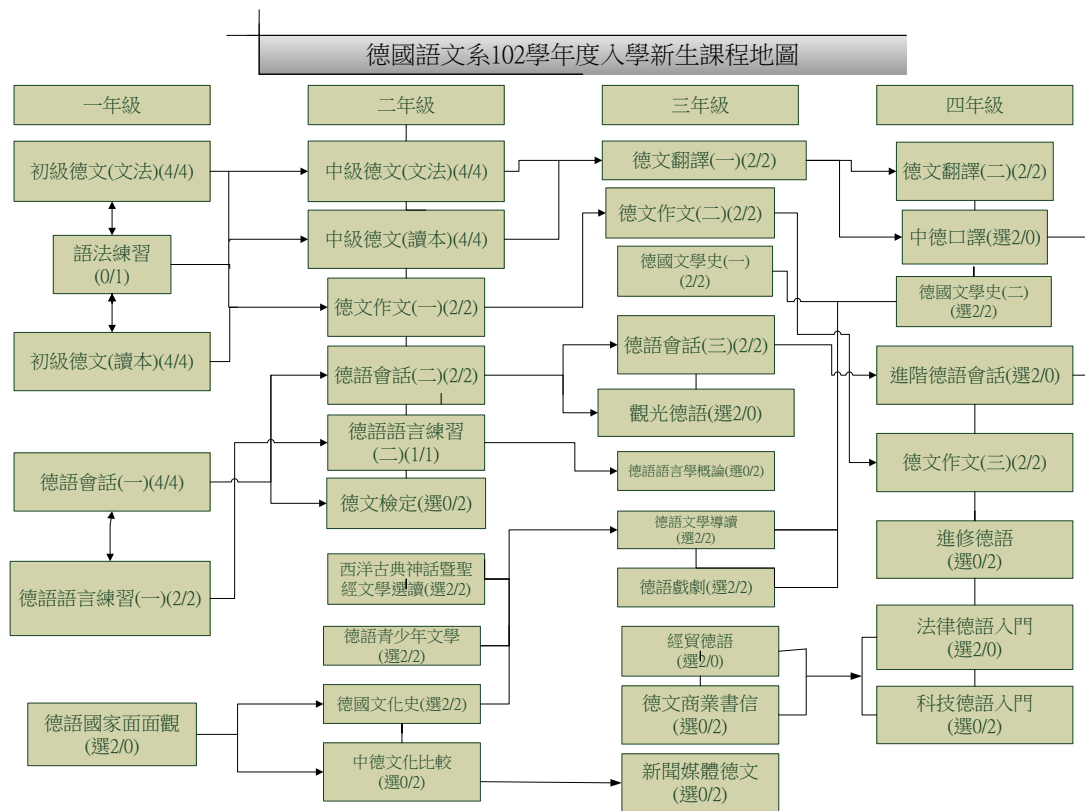 德國語文系102學年度入學新生課程地圖
一年級
初級德文(文法)(4/4)
語法練習
(0/1)
初級德文(讀本)(4/4)
德語會話(一)(4/4)
德語語言練習(一)(2/2)
德語國家面面觀
(選2/0)
二年級
中級德文(文法)(4/4)
中級德文(讀本)(4/4)
德文作文(一)(2/2)
德語會話(二)(2/2)
德語語言練習
(二)(1/1)
德文檢定(選0/2)
西洋古典神話暨聖
經文學選讀(選2/2)
德語青少年文學
(選2/2)
德國文化史(選2/2)
中德文化比較
(選0/2)
三年級
德文翻譯(一)(2/2)
德文作文(二)(2/2)
德國文學史(一)
(2/2)
德語會話(三)(2/2)
觀光德語(選2/0)
德語語言學概論(選0/2)
德語文學導讀
(選2/2)
德語戲劇(選2/2)
經貿德語
(選2/0)
德文商業書信
(選0/2)
新聞媒體德文
(選0/2)
四年級
德文翻譯(二)(2/2)
中德口譯(選2/0)
德國文學史(二)
(選2/2)
進階德語會話(選2/0)
德文作文(三)(2/2)
進修德語
(選0/2)
法律德語入門
(選2/0)
科技德語入門
(選0/2)